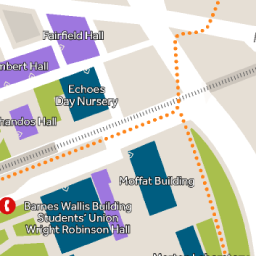 Fairfield Hall
mbert Hall
Echoes
Day Nursery
handos Hall
Moffat Building
Barnes Wallis Building
Students' Union
Wright Robinson Hall